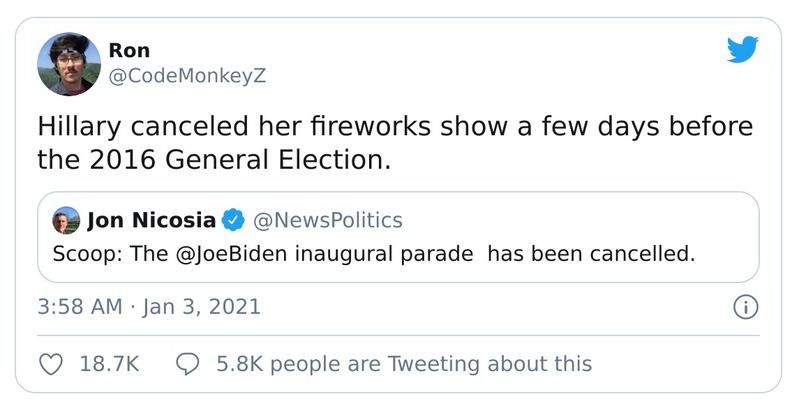 Ron
@CodeMonkeyZ
Hillary canceled her fireworks show a few days before
the 2016 General Election.
Jon Nicosia @NewsPolitics
Scoop: The @JoeBiden inaugural parade  has been cancelled.
3:58 AM · Jan 3, 2021
18.7K 5.8K people are Tweeting about this